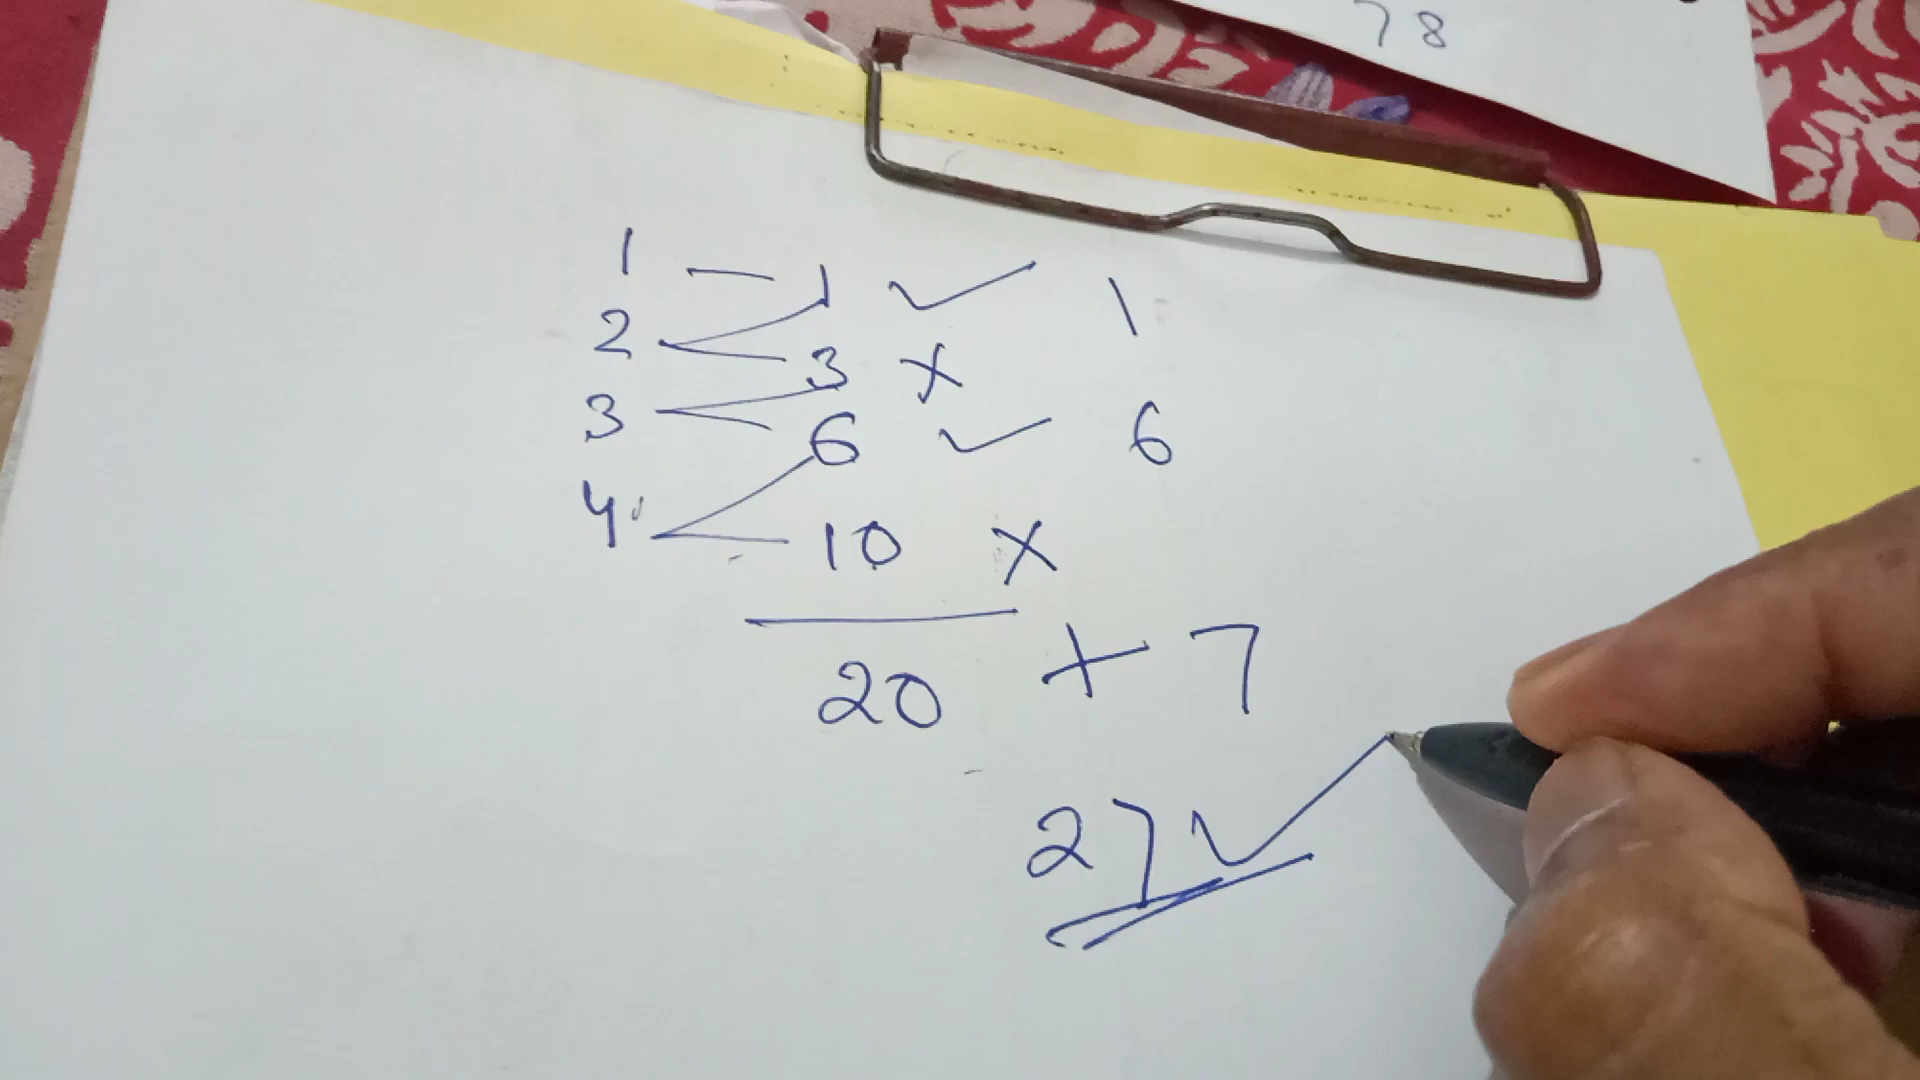 78
1 — 1 ✓ 1
2 3 ×
3 6 ✓ 6
4 10 ×
20 + 7
27 ✓